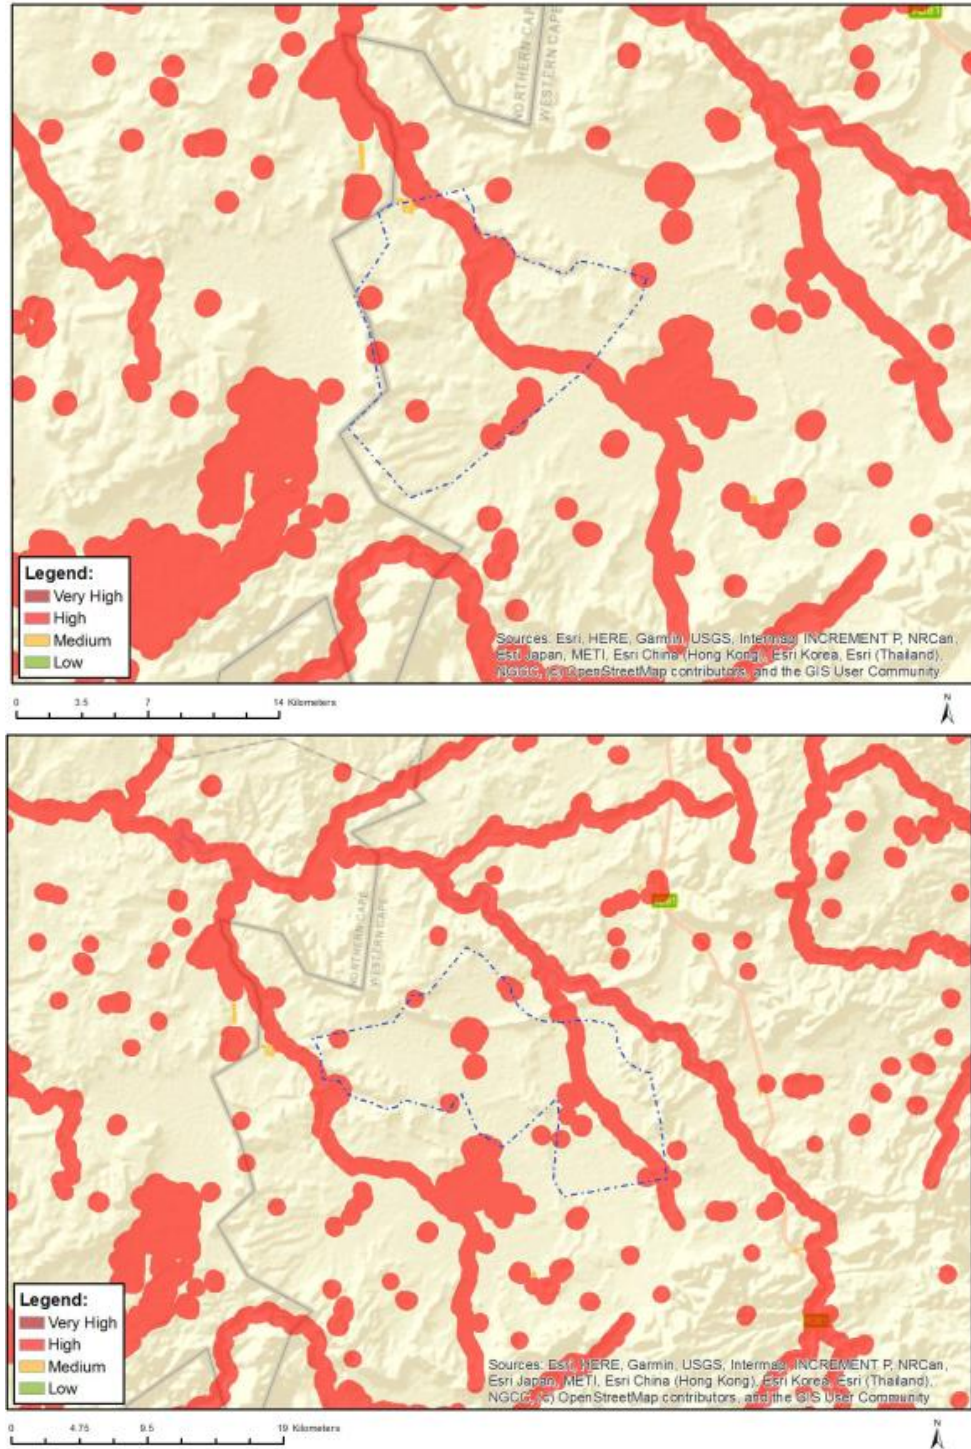 NORTHERN CAPE
WESTERN CAPE
Legend:
Very High
High
Medium
Low
Sources: Esri, HERE, Garmin, USGS, Intermap, INCREMENT P, NRCan,
Esri Japan, METI, Esri China (Hong Kong), Esri Korea, Esri (Thailand),
NGCC, (c) OpenStreetMap contributors, and the GIS User Community
0 3.5 7 14 Kilometers
N
NORTHERN CAPE
WESTERN CAPE
Legend:
Very High
High
Medium
Low
Sources: Esri, HERE, Garmin, USGS, Intermap, INCREMENT P, NRCan,
Esri Japan, METI, Esri China (Hong Kong), Esri Korea, Esri (Thailand),
NGCC, (c) OpenStreetMap contributors, and the GIS User Community
0 4.75 9.5 19 Kilometers
N